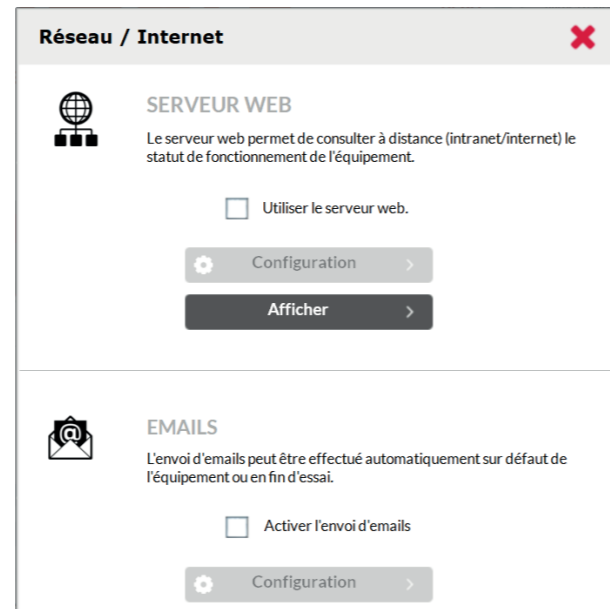 Réseau / Internet
SERVEUR WEB
Le serveur web permet de consulter à distance (intranet/internet) le
statut de fonctionnement de l'équipement.
Utiliser le serveur web.
Configuration
Afficher
EMAILS
L'envoi d'emails peut être effectué automatiquement sur défaut de
l'équipement ou en fin d'essai.
Activer l'envoi d'emails
Configuration